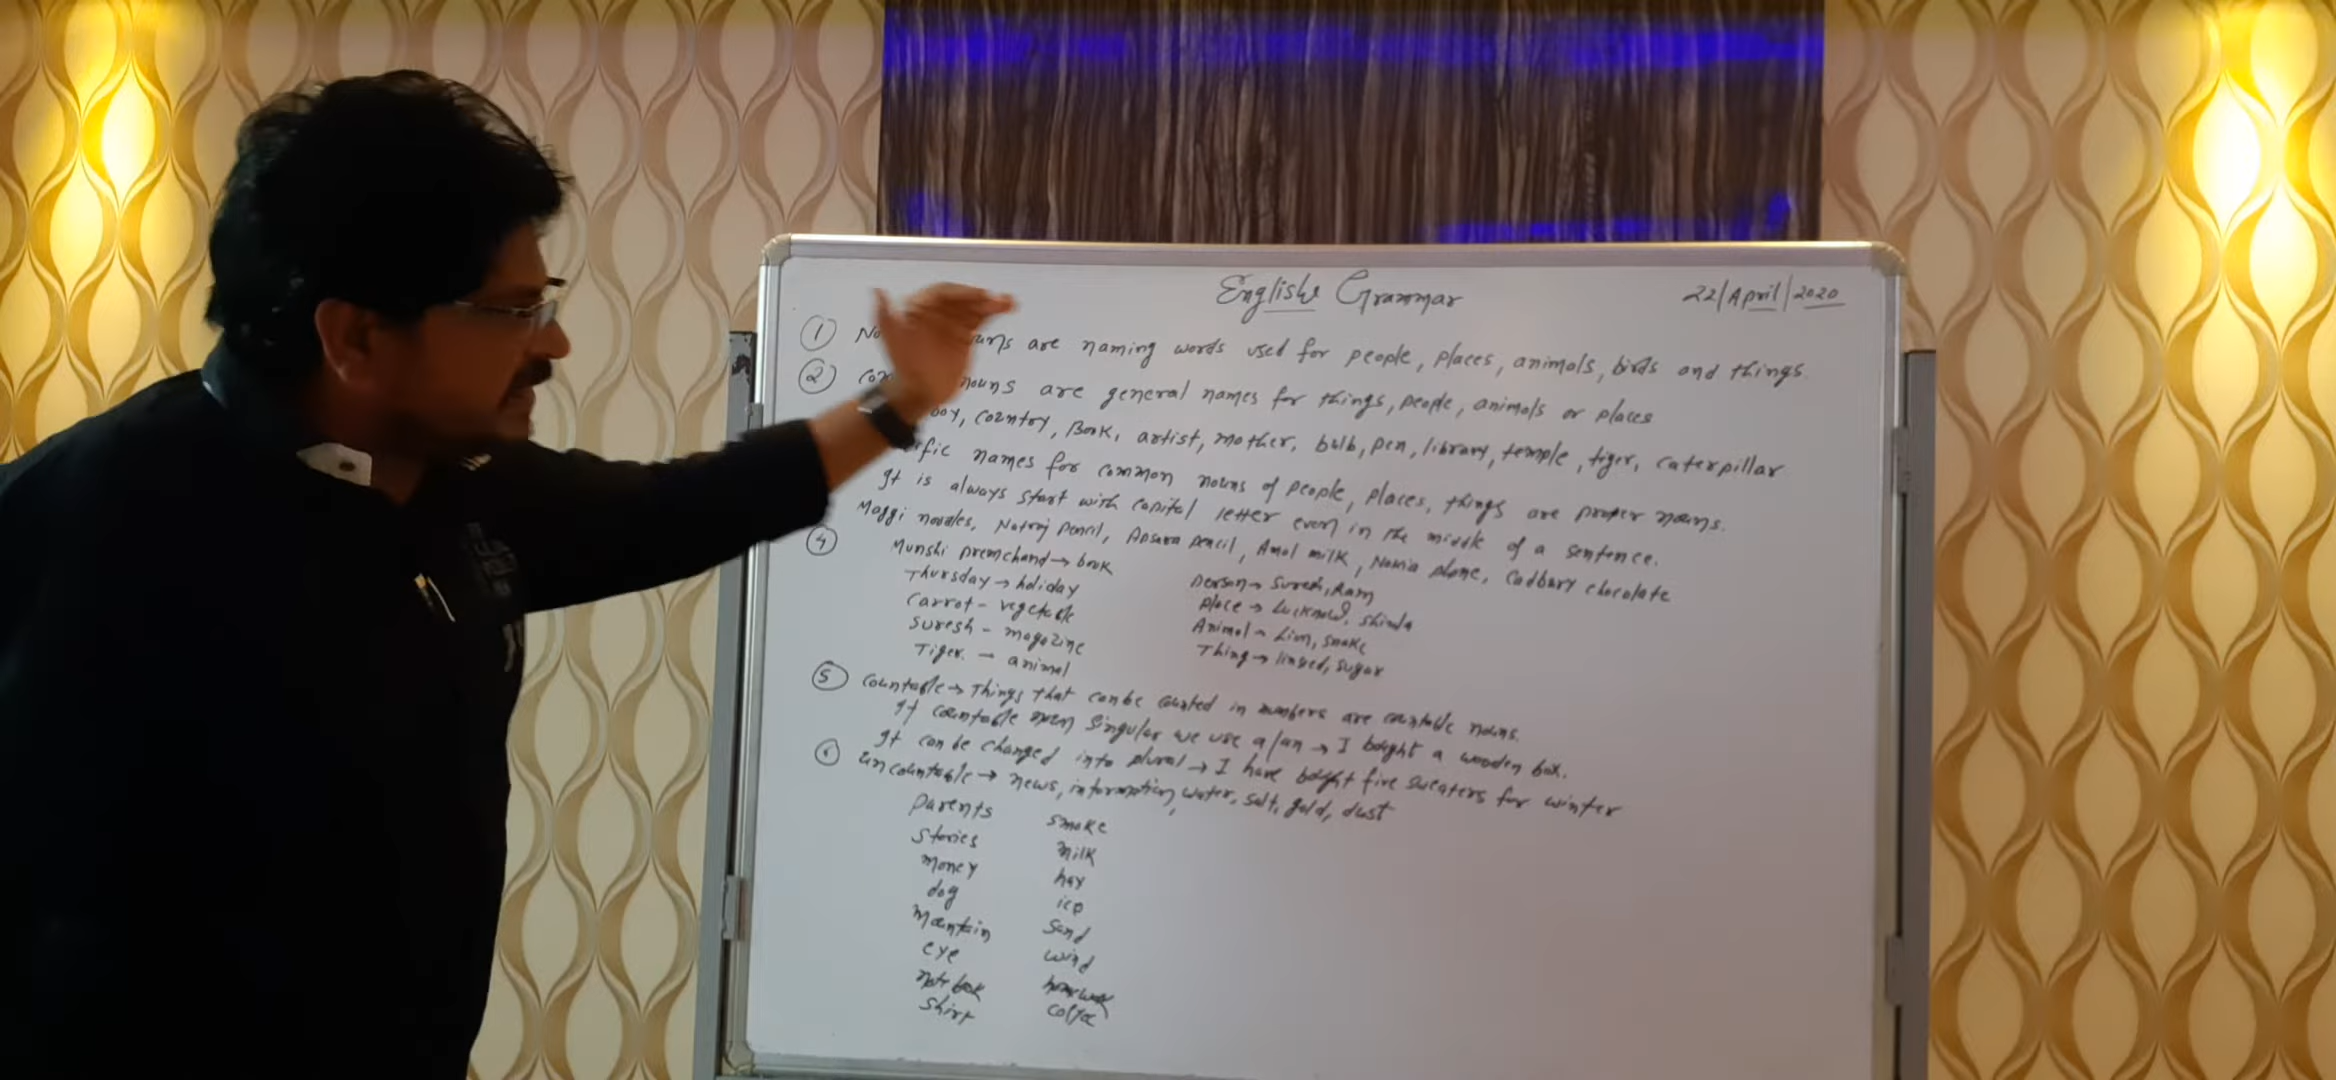 English Grammar 22/April/2020
① are naming words used for people, places, animals, birds and things.
② nouns are general names for things, people, animals or places
boy, country, Book, artist, mother, bulb, pen, library, temple, tiger, caterpillar
names for common nouns of people, places, things are proper nouns.
It is always start with capital letter even in the middle of a sentence.
Maggi noodles, Natraj pencil, Apsara pencil, Amul milk, Nokia phone, Cadbury chocolate
④ Munshi premchand → book
Thursday → holiday
Carrot - vegetable
Suresh - magazine
Tiger - animal
person → Suresh, Ram
place → Lucknow,
Animal → Lion, snake
Thing → sugar
⑤ Countable → Things that can be counted in numbers are countable nouns.
If countable noun singular we use a/an → I bought a wooden box.
It can be changed into plural → I have bought five sweaters for winter
⑥ uncountable → news, information, water, salt, gold, dust
parents smoke
stories milk
money hay
dog ice
mountain sand
eye wind
notebook homework
shirt coffee